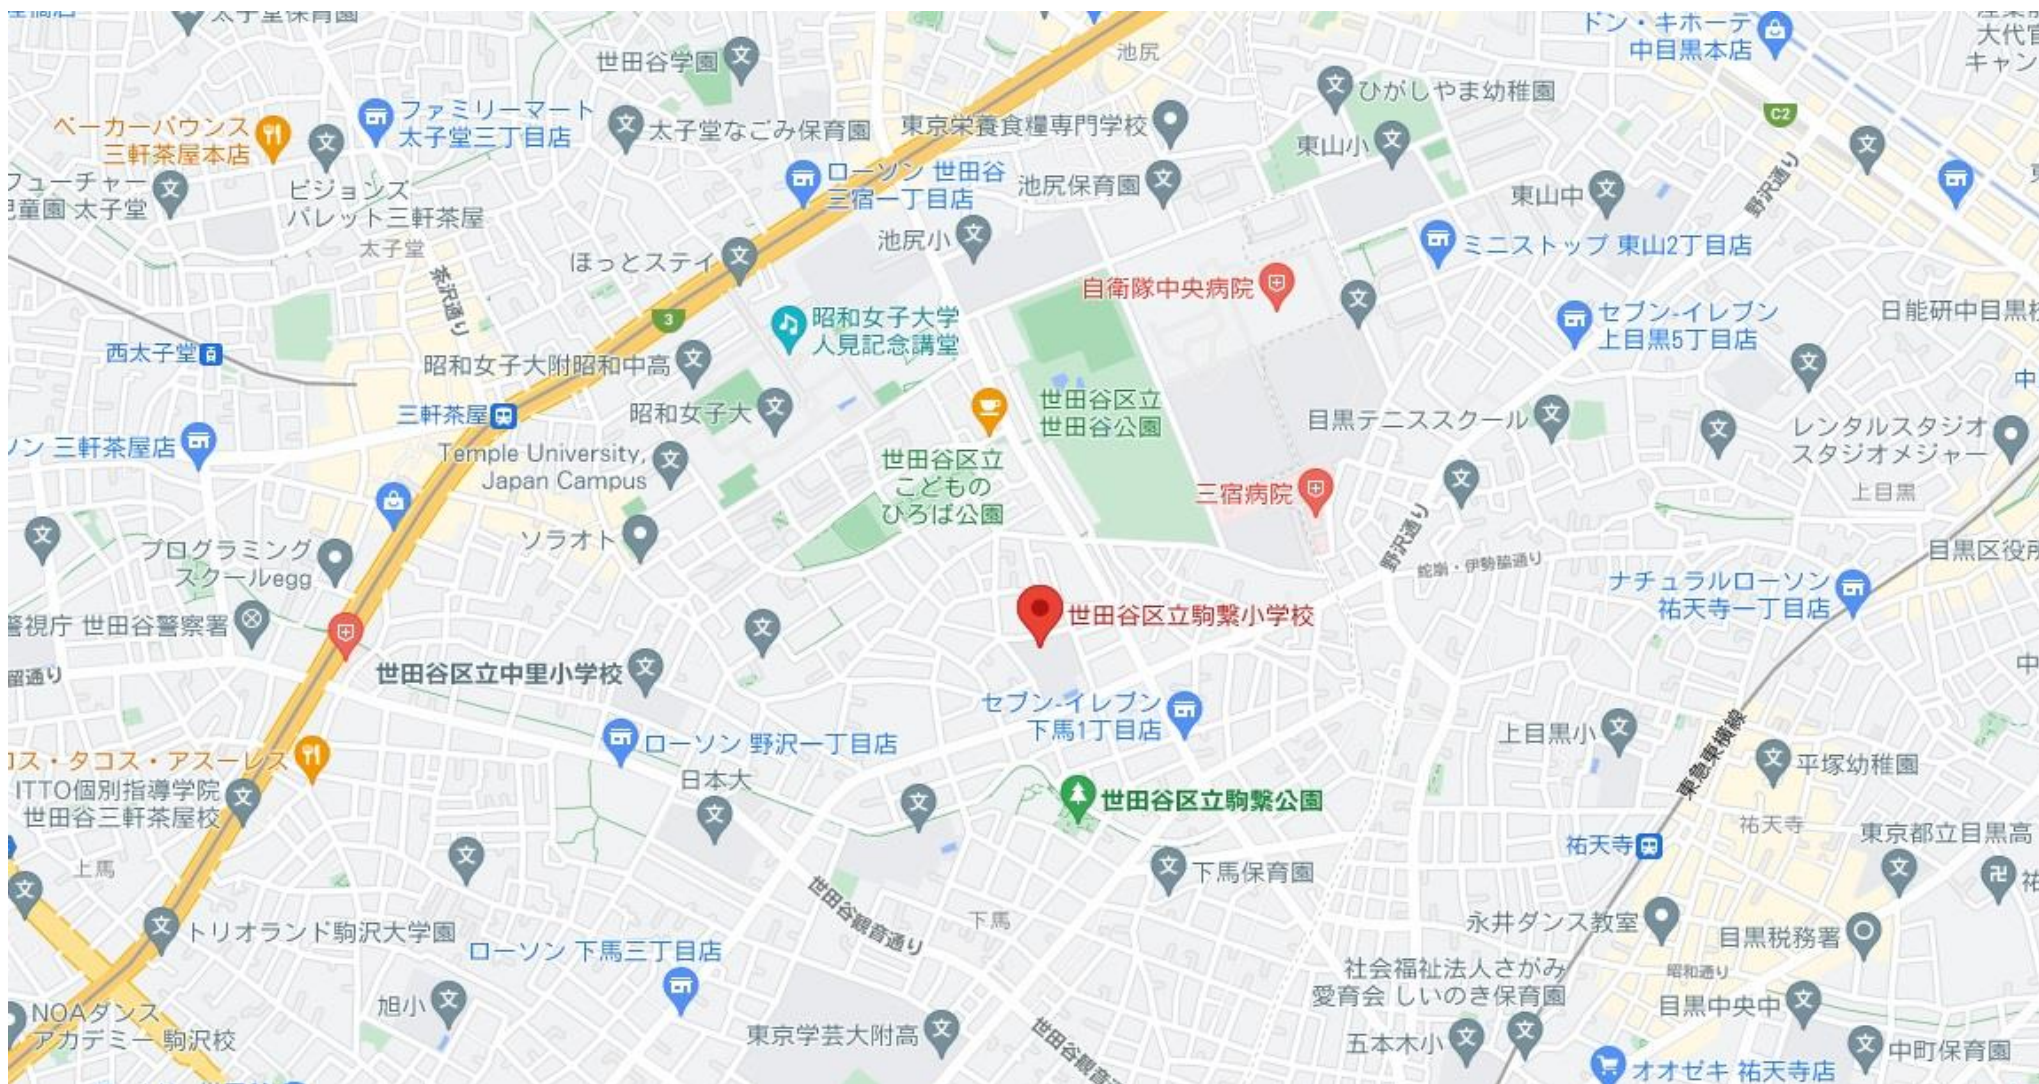 太子堂保育園
世田谷学園
池尻
ドン・キホーテ
中目黒本店
ひがしやま幼稚園
C2
ベーカーバウンス
三軒茶屋本店
ファミリーマート
太子堂三丁目店
太子堂なごみ保育園
東京栄養食糧専門学校
東山小
フューチャー
児童園 太子堂
ビジョンズ
パレット三軒茶屋
太子堂
ローソン 世田谷
三宿一丁目店
池尻保育園
東山中
野沢通り
池尻小
ミニストップ 東山2丁目店
ほっとステイ
茶沢通り
自衛隊中央病院
3
昭和女子大学
人見記念講堂
セブン-イレブン
上目黒5丁目店
西太子堂
昭和女子大附昭和中高
三軒茶屋
昭和女子大
世田谷区立
世田谷公園
目黒テニススクール
レンタルスタジオ
スタジオメジャー
ソン 三軒茶屋店
Temple University,
Japan Campus
世田谷区立
こどもの
ひろば公園
三宿病院
上目黒
プログラミング
スクールegg
ソラオト
野沢通り
蛇崩・伊勢脇通り
ナチュラルローソン
祐天寺一丁目店
警視庁 世田谷警察署
世田谷区立駒繋小学校
世田谷区立中里小学校
セブン-イレブン
下馬1丁目店
上目黒小
東急東横線
平塚幼稚園
コス・タコス・アスーレス
ITTO個別指導学院
世田谷三軒茶屋校
ローソン 野沢一丁目店
日本大
世田谷区立駒繋公園
祐天寺
祐天寺
東京都立目黒高
上馬
下馬保育園
世田谷観音通り
下馬
トリオランド駒沢大学園
ローソン 下馬三丁目店
永井ダンス教室
目黒税務署
昭和通り
社会福祉法人さがみ
愛育会 しいのき保育園
目黒中央中
NOAダンス
アカデミー 駒沢校
旭小
東京学芸大附高
五本木小
中町保育園
オオゼキ 祐天寺店